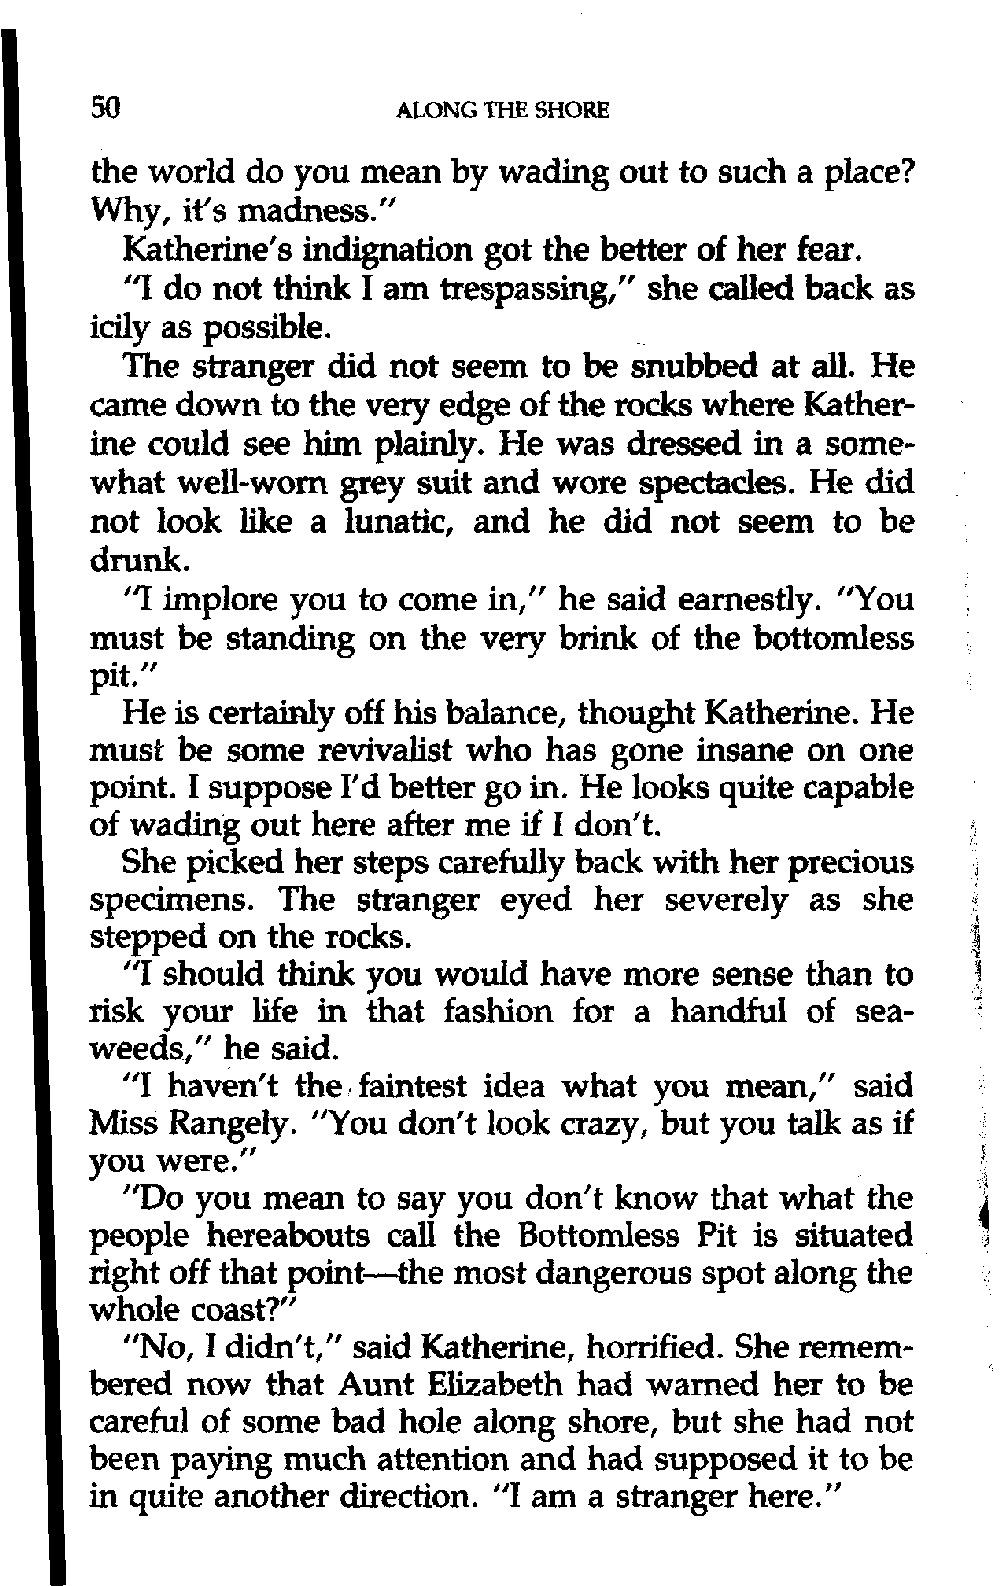 50 ALONG THE SHORE
the world do you mean by wading out to such a place?
Why, it's madness."
Katherine's indignation got the better of her fear.
"I do not think I am trespassing," she called back as
icily as possible.
The stranger did not seem to be snubbed at all. He
came down to the very edge of the rocks where Kather-
ine could see him plainly. He was dressed in a some-
what well-worn grey suit and wore spectacles. He did
not look like a lunatic, and he did not seem to be
drunk.
"I implore you to come in," he said earnestly. "You
must be standing on the very brink of the bottomless
pit."
He is certainly off his balance, thought Katherine. He
must be some revivalist who has gone insane on one
point. I suppose I'd better go in. He looks quite capable
of wading out here after me if I don't.
She picked her steps carefully back with her precious
specimens. The stranger eyed her severely as she
stepped on the rocks.
"I should think you would have more sense than to
risk your life in that fashion for a handful of sea-
weeds," he said.
"I haven't the faintest idea what you mean," said
Miss Rangely. "You don't look crazy, but you talk as if
you were."
"Do you mean to say you don't know that what the
people hereabouts call the Bottomless Pit is situated
right off that point—the most dangerous spot along the
whole coast?"
"No, I didn't," said Katherine, horrified. She remem-
bered now that Aunt Elizabeth had warned her to be
careful of some bad hole along shore, but she had not
been paying much attention and had supposed it to be
in quite another direction. "I am a stranger here."